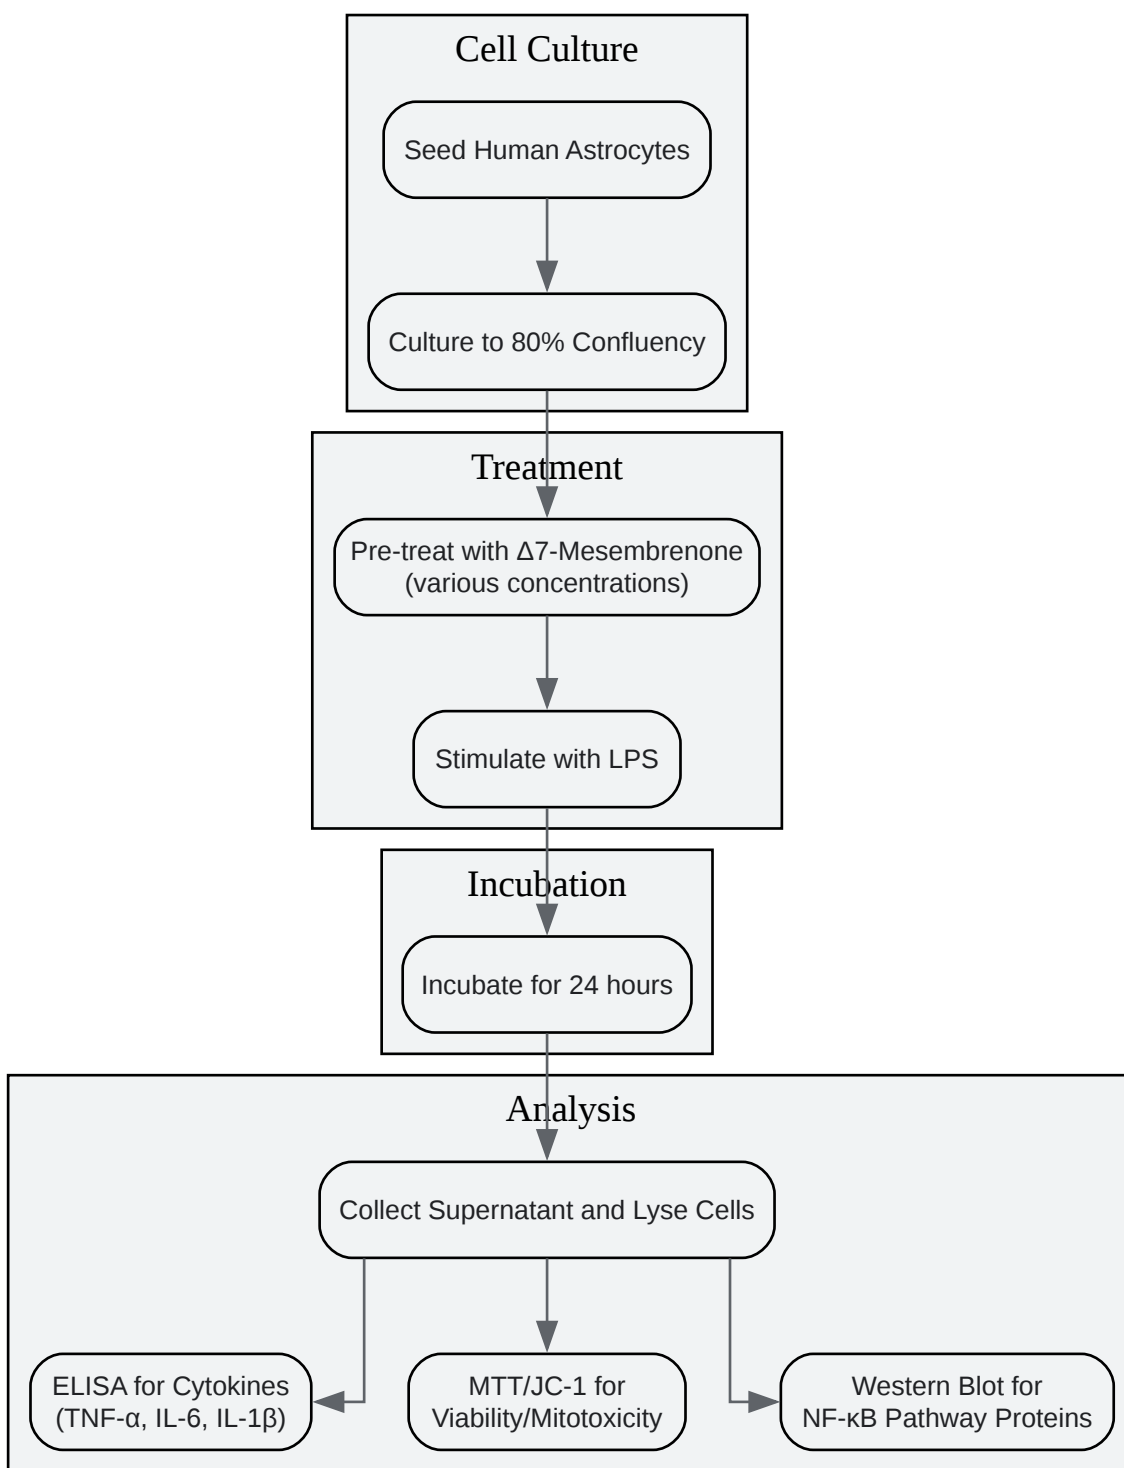 Cell Culture
Seed Human Astrocytes
Culture to 80% Confluency
Treatment
Pre-treat with Δ7-Mesembrenone
(various concentrations)
Stimulate with LPS
Incubation
Incubate for 24 hours
Analysis
Collect Supernatant and Lyse Cells
ELISA for Cytokines
(TNF-α, IL-6, IL-1β)
MTT/JC-1 for
Viability/Mitotoxicity
Western Blot for
NF-κB Pathway Proteins